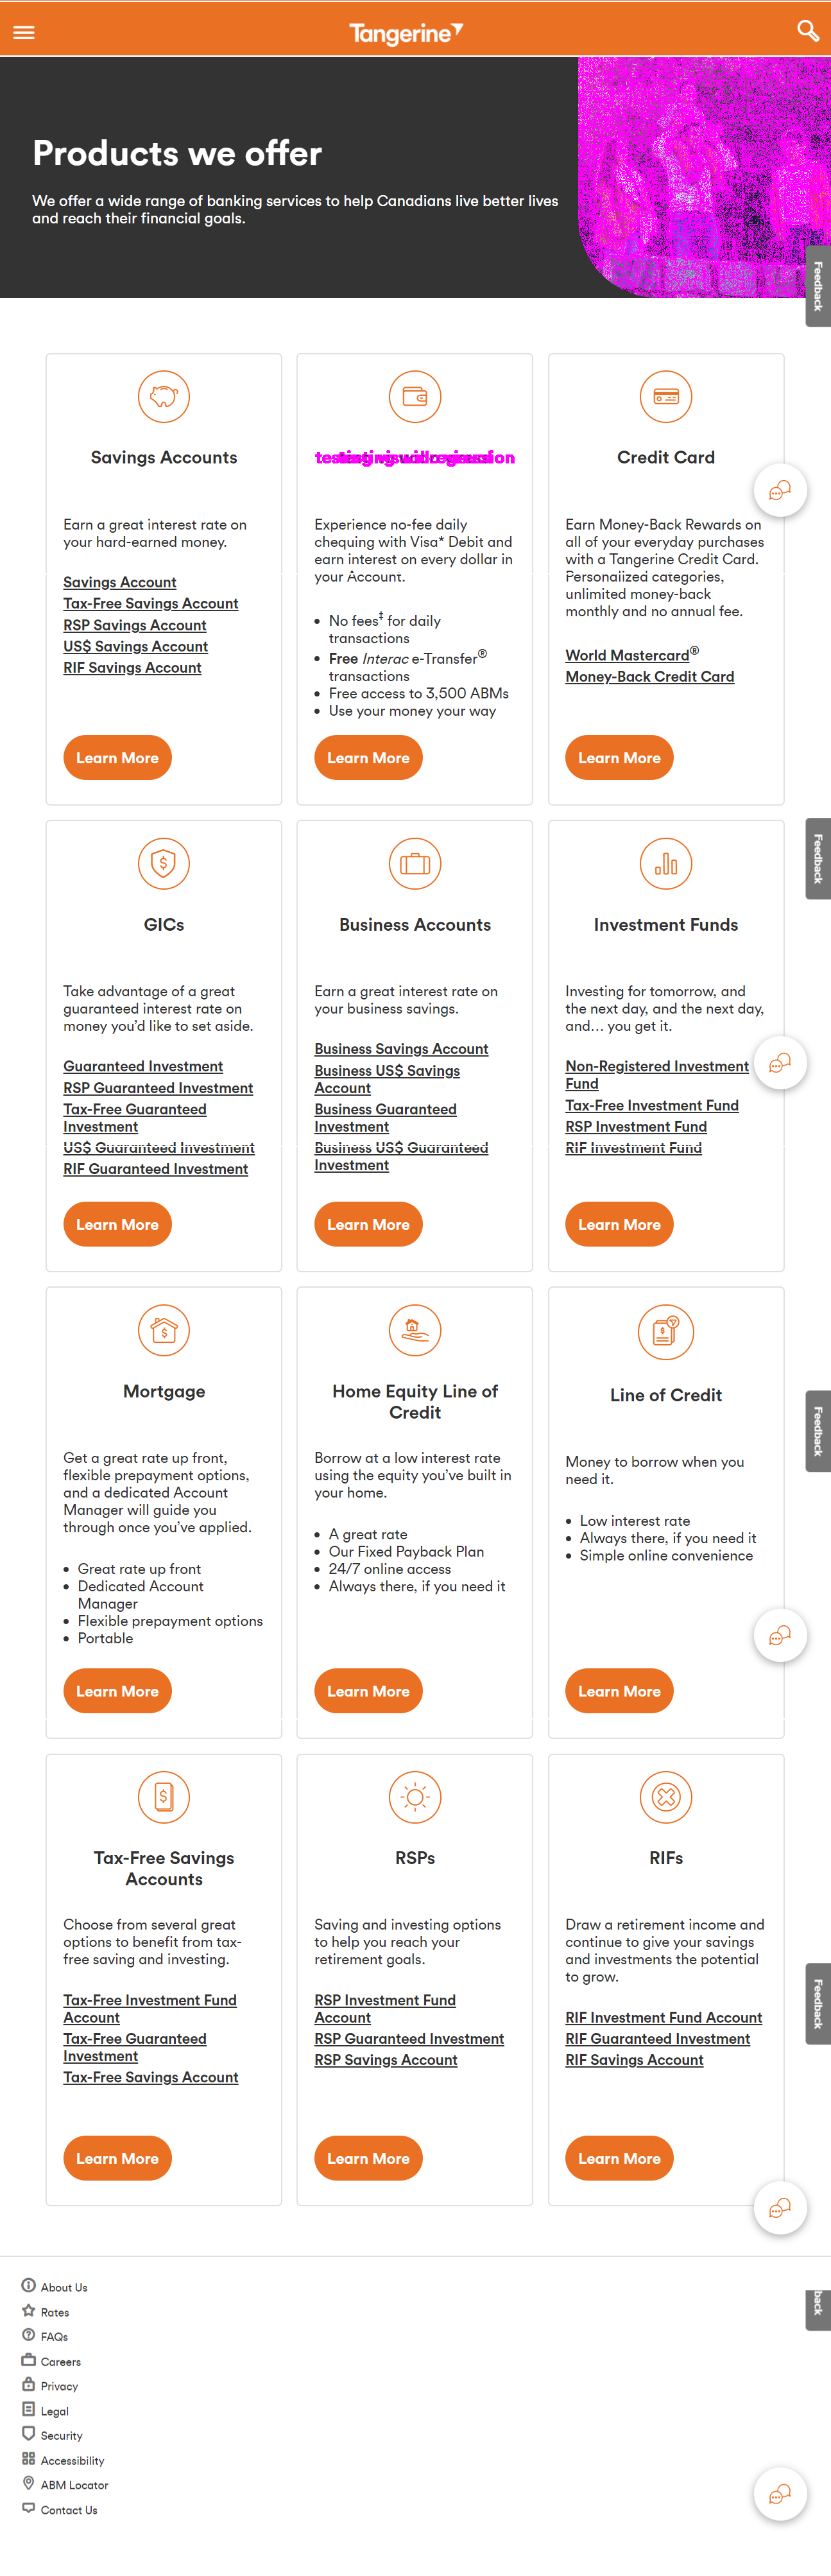 Tangerine
Products we offer
We offer a wide range of banking services to help Canadians live better lives
and reach their financial goals.
Feedback
Savings Accounts
Earn a great interest rate on
your hard-earned money.
Savings Account
Tax-Free Savings Account
RSP Savings Account
US$ Savings Account
RIF Savings Account
Learn More
Experience no-fee daily
chequing with Visa* Debit and
earn interest on every dollar in
your Account.
• No fees‡ for daily
transactions
• Free Interac e-Transfer®
transactions
• Free access to 3,500 ABMs
• Use your money your way
Learn More
Credit Card
Earn Money-Back Rewards on
all of your everyday purchases
with a Tangerine Credit Card.
Personalized categories,
unlimited money-back
monthly and no annual fee.
World Mastercard®
Money-Back Credit Card
Learn More
Feedback
GICs
Take advantage of a great
guaranteed interest rate on
money you’d like to set aside.
Guaranteed Investment
RSP Guaranteed Investment
Tax-Free Guaranteed
Investment
US$ Guaranteed Investment
RIF Guaranteed Investment
Learn More
Business Accounts
Earn a great interest rate on
your business savings.
Business Savings Account
Business US$ Savings
Account
Business Guaranteed
Investment
Business US$ Guaranteed
Investment
Learn More
Investment Funds
Investing for tomorrow, and
the next day, and the next day,
and… you get it.
Non-Registered Investment
Fund
Tax-Free Investment Fund
RSP Investment Fund
RIF Investment Fund
Learn More
Mortgage
Get a great rate up front,
flexible prepayment options,
and a dedicated Account
Manager will guide you
through once you’ve applied.
• Great rate up front
• Dedicated Account
Manager
• Flexible prepayment options
• Portable
Learn More
Home Equity Line of
Credit
Borrow at a low interest rate
using the equity you’ve built in
your home.
• A great rate
• Our Fixed Payback Plan
• 24/7 online access
• Always there, if you need it
Learn More
Line of Credit
Money to borrow when you
need it.
• Low interest rate
• Always there, if you need it
• Simple online convenience
Learn More
Feedback
Tax-Free Savings
Accounts
Choose from several great
options to benefit from tax-
free saving and investing.
Tax-Free Investment Fund
Account
Tax-Free Guaranteed
Investment
Tax-Free Savings Account
Learn More
RSPs
Saving and investing options
to help you reach your
retirement goals.
RSP Investment Fund
Account
RSP Guaranteed Investment
RSP Savings Account
Learn More
RIFs
Draw a retirement income and
continue to give your savings
and investments the potential
to grow.
RIF Investment Fund Account
RIF Guaranteed Investment
RIF Savings Account
Learn More
Feedback
back
About Us
Rates
FAQs
Careers
Privacy
Legal
Security
Accessibility
ABM Locator
Contact Us